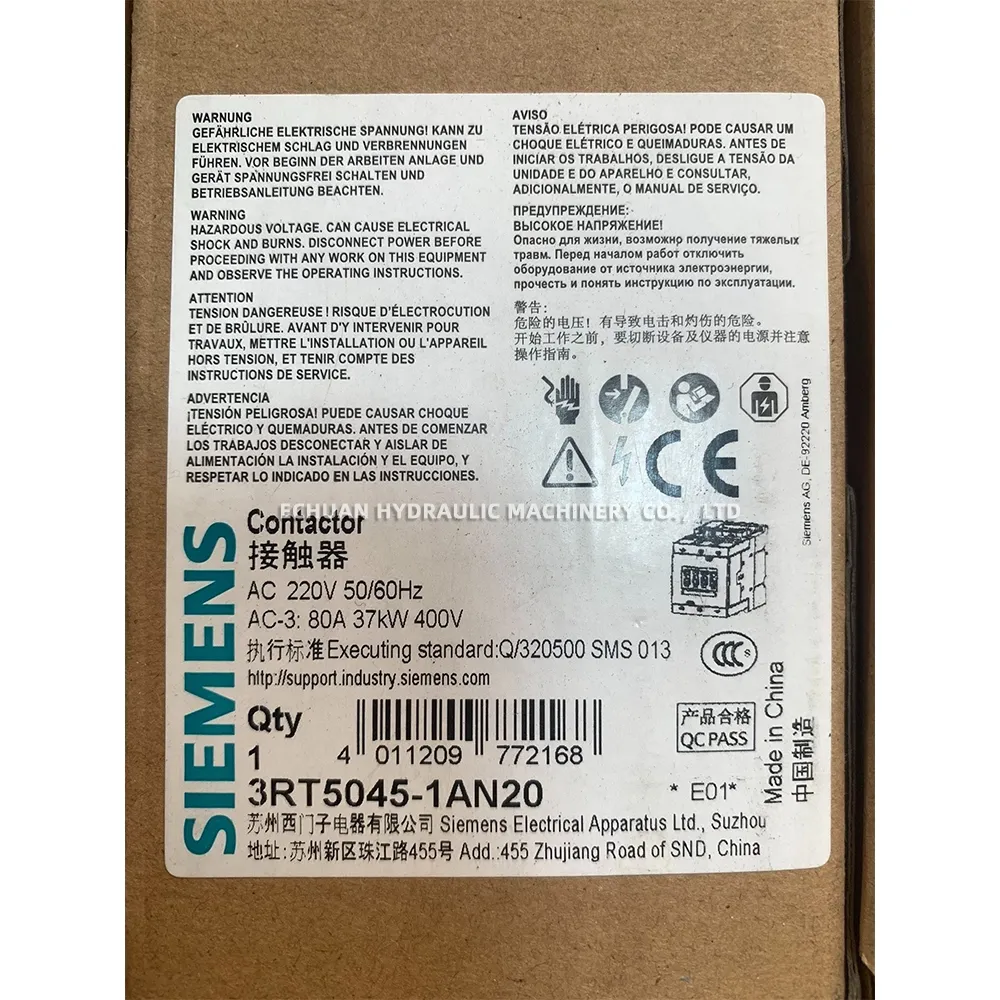 WARNUNG
GEFÄHRLICHE ELEKTRISCHE SPANNUNG! KANN ZU
ELEKTRISCHEM SCHLAG UND VERBRENNUNGEN
FÜHREN. VOR BEGINN DER ARBEITEN ANLAGE UND
GERÄT SPANNUNGSFREI SCHALTEN UND
BETRIEBSANLEITUNG BEACHTEN.
WARNING
HAZARDOUS VOLTAGE. CAN CAUSE ELECTRICAL
SHOCK AND BURNS. DISCONNECT POWER BEFORE
PROCEEDING WITH ANY WORK ON THIS EQUIPMENT
AND OBSERVE THE OPERATING INSTRUCTIONS.
ATTENTION
TENSION DANGEREUSE ! RISQUE D'ÉLECTROCUTION
ET DE BRÛLURE. AVANT D'Y INTERVENIR POUR
TRAVAUX, METTRE L'INSTALLATION OU L'APPAREIL
HORS TENSION, ET TENIR COMPTE DES
INSTRUCTIONS DE SERVICE.
ADVERTENCIA
¡TENSIÓN PELIGROSA! PUEDE CAUSAR CHOQUE
ELÉCTRICO Y QUEMADURAS. ANTES DE COMENZAR
LOS TRABAJOS DESCONECTAR Y AISLAR DE
ALIMENTACIÓN LA INSTALACIÓN Y EL EQUIPO, Y
RESPETAR LO INDICADO EN LAS INSTRUCCIONES.
AVISO
TENSÃO ELÉTRICA PERIGOSA! PODE CAUSAR UM
CHOQUE ELÉTRICO E QUEIMADURAS. ANTES DE
INICIAR OS TRABALHOS, DESLIGUE A TENSÃO DA
UNIDADE E DO APARELHO E CONSULTAR,
ADICIONALMENTE, O MANUAL DE SERVIÇO.
ПРЕДУПРЕЖДЕНИЕ:
ВЫСОКОЕ НАПРЯЖЕНИЕ!
Опасно для жизни, возможно получение тяжелых
травм. Перед началом работ отключить
оборудование от источника электроэнергии,
прочесть и понять инструкцию по эксплуатации.
警告:
危险的电压! 有导致电击和灼伤的危险。
开始工作之前, 要切断设备及仪器的电源并注意
操作指南。
CE
Siemens AG, DE-92220 Amberg
ECHUAN HYDRAULIC MACHINERY CO., LTD
SIEMENS
Contactor
接触器
AC 220V 50/60Hz
AC-3: 80A 37kW 400V
执行标准Executing standard:Q/320500 SMS 013
http://support.industry.siemens.com
CCC S
Qty
1
4 011209 772168
产品合格
QC PASS
3RT5045-1AN20
* E01*
Made in China
中国制造
苏州西门子电器有限公司 Siemens Electrical Apparatus Ltd., Suzhou
地址:苏州新区珠江路455号 Add.:455 Zhujiang Road of SND, China